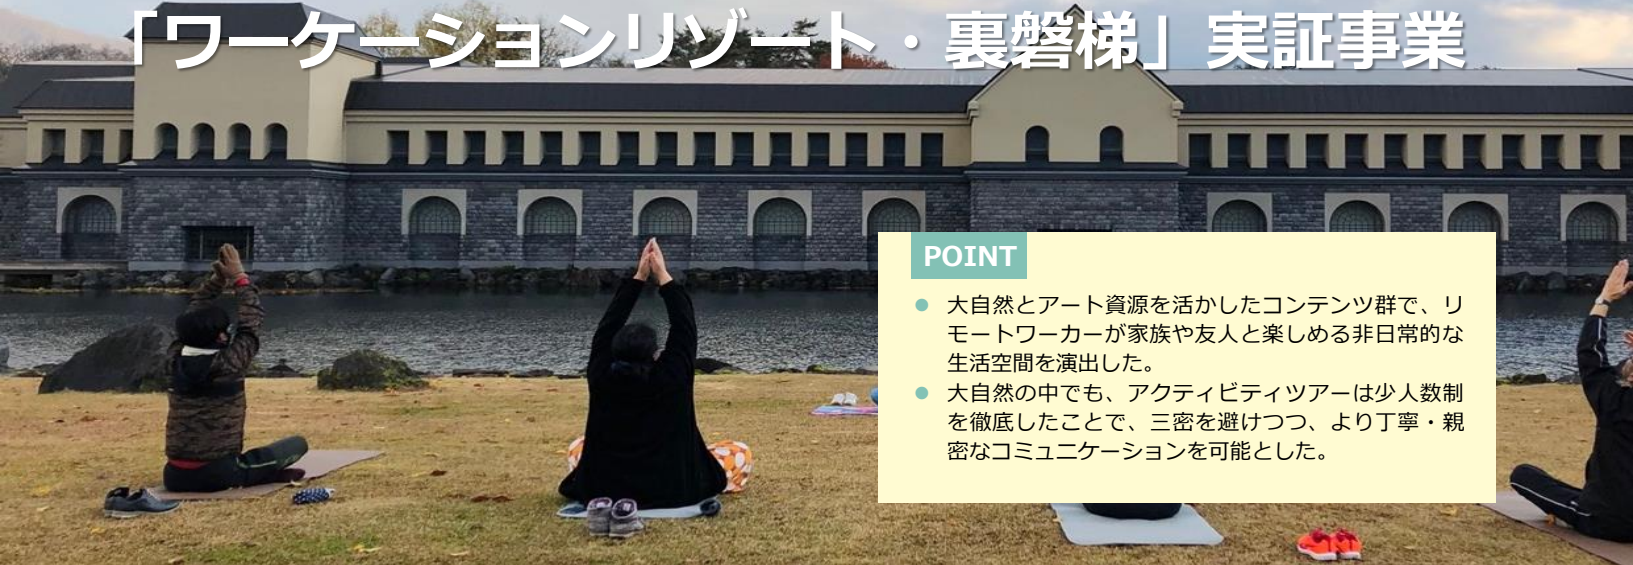 「ワーケーションリゾート・裏磐梯」実証事業
POINT
● 大自然とアート資源を活かしたコンテンツ群で、リ
モートワーカーが家族や友人と楽しめる非日常的な
生活空間を演出した。
● 大自然の中でも、アクティビティツアーは少人数制
を徹底したことで、三密を避けつつ、より丁寧・親
密なコミュニケーションを可能とした。